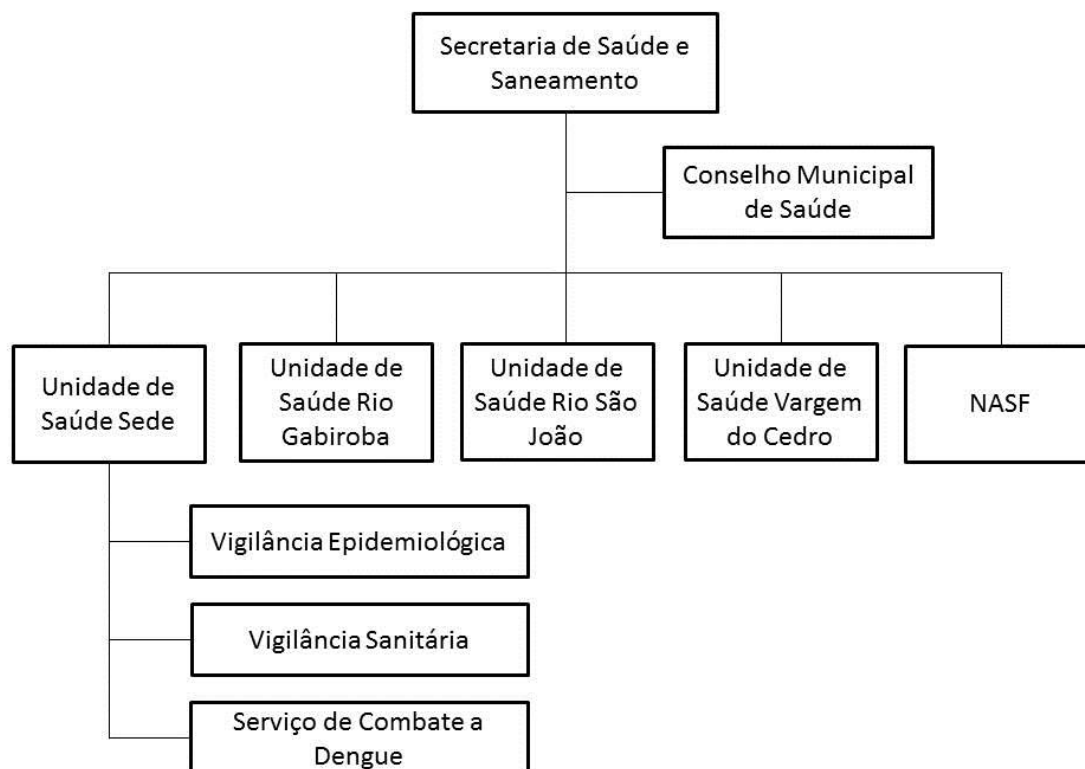 Secretaria de Saúde e
Saneamento
Conselho Municipal
de Saúde
Unidade de
Saúde Sede
Unidade de
Saúde Rio
Gabiroba
Unidade de
Saúde Rio São
João
Unidade de
Saúde Vargem
do Cedro
NASF
Vigilância Epidemiológica
Vigilância Sanitária
Serviço de Combate a
Dengue